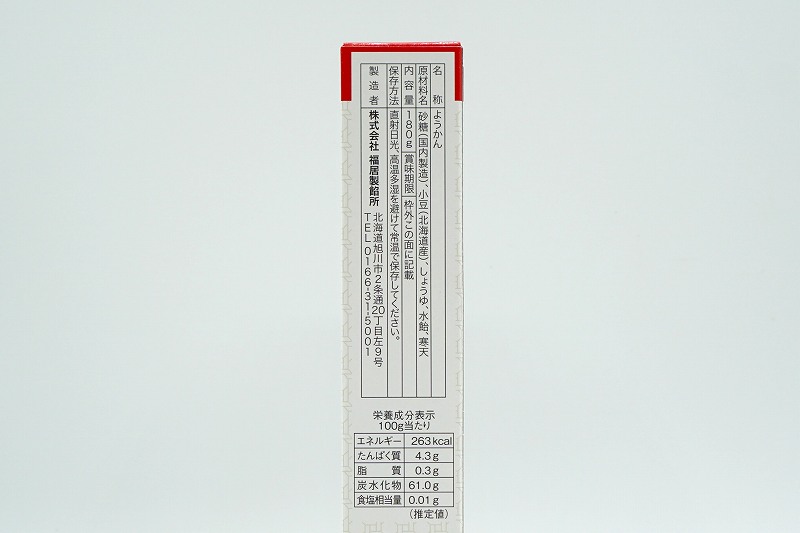 名称 ようかん
原材料名 砂糖(国内製造)、小豆(北海道産)、しょうゆ、水飴、寒天
内容量 180g 賞味期限 枠外この面に記載
保存方法 直射日光、高温多湿を避けて常温で保存してください。
製造者 株式会社 福居製餡所
北海道旭川市2条通20丁目左9号
TEL0166-31-5001
栄養成分表示
100g当たり
エネルギー 263kcal
たんぱく質 4.3g
脂質 0.3g
炭水化物 61.0g
食塩相当量 0.01g
(推定値)